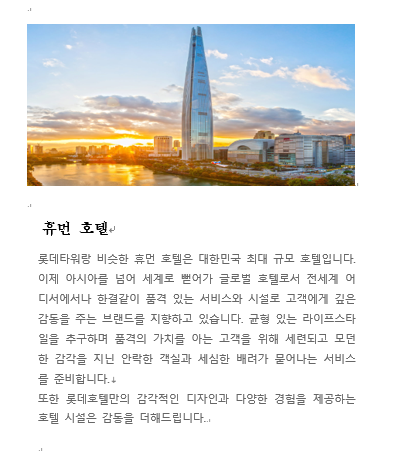 휴먼 호텔
롯데타워랑 비슷한 휴먼 호텔은 대한민국 최대 규모 호텔입니다.
이제 아시아를 넘어 세계로 뻗어가 글로벌 호텔로서 전세계 어
디서에서나 한결같이 품격 있는 서비스와 시설로 고객에게 깊은
감동을 주는 브랜드를 지향하고 있습니다. 균형 있는 라이프스타
일을 추구하며 품격의 가치를 아는 고객을 위해 세련되고 모던
한 감각을 지닌 안락한 객실과 세심한 배려가 묻어나는 서비스
를 준비합니다.
또한 롯데호텔만의 감각적인 디자인과 다양한 경험을 제공하는
호텔 시설은 감동을 더해드립니다.